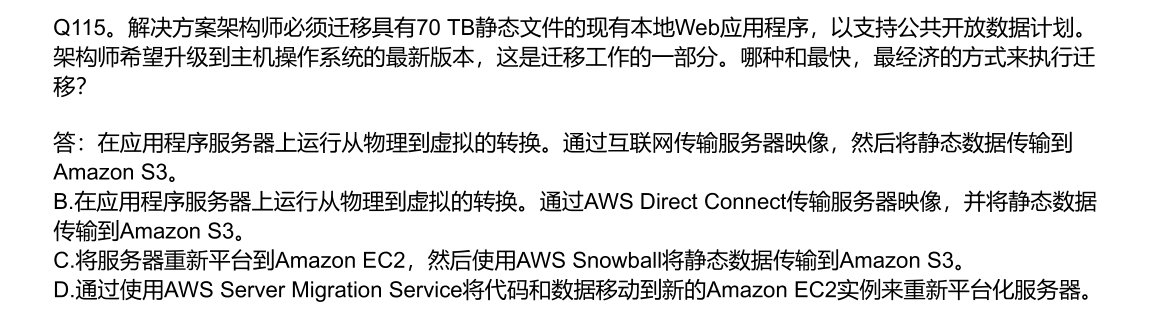 Q115。解决方案架构师必须迁移具有70 TB静态文件的现有本地Web应用程序，以支持公共开放数据计划。
架构师希望升级到主机操作系统的最新版本，这是迁移工作的一部分。哪种和最快，最经济的方式来执行迁
移？
答：在应用程序服务器上运行从物理到虚拟的转换。通过互联网传输服务器映像，然后将静态数据传输到
Amazon S3。
B.在应用程序服务器上运行从物理到虚拟的转换。通过AWS Direct Connect传输服务器映像，并将静态数据
传输到Amazon S3。
C.将服务器重新平台到Amazon EC2，然后使用AWS Snowball将静态数据传输到Amazon S3。
D.通过使用AWS Server Migration Service将代码和数据移动到新的Amazon EC2实例来重新平台化服务器。